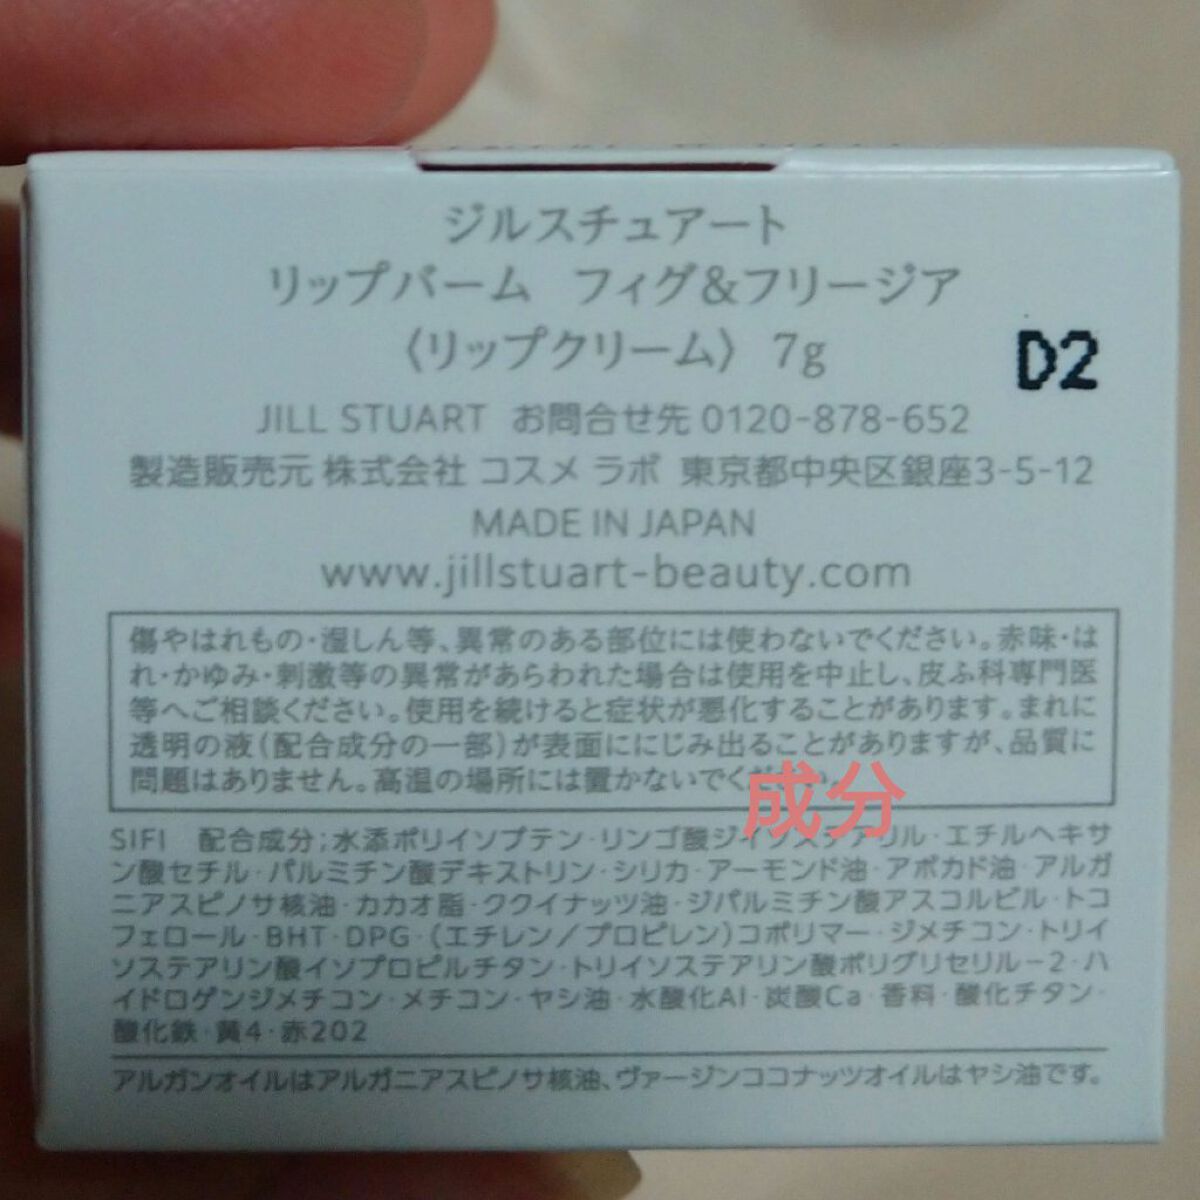 ジルスチュアート
リップバーム フィグ&フリージア
〈リップクリーム〉 7g
D2
JILL STUART お問合せ先 0120-878-652
製造販売元 株式会社 コスメ ラボ 東京都中央区銀座3-5-12
MADE IN JAPAN
www.jillstuart-beauty.com
傷やはれもの・湿しん等、異常のある部位には使わないでください。赤味・は
れ・かゆみ・刺激等の異常があらわれた場合は使用を中止し、皮ふ科専門医
等へご相談ください。使用を続けると症状が悪化することがあります。まれに
透明の液(配合成分の一部)が表面ににじみ出ることがありますが、品質に
問題はありません。高温の場所には置かないでください。
成分
SIFI 配合成分;水添ポリイソブテン・リンゴ酸ジイソステアリル・エチルヘキサ
ン酸セチル・パルミチン酸デキストリン・シリカ・アーモンド油・アボカド油・アルガ
ニアスピノサ核油・カカオ脂・ククイナッツ油・ジパルミチン酸アスコルビル・トコ
フェロール・BHT・DPG・(エチレン/プロピレン)コポリマー・ジメチコン・トリイ
ソステアリン酸イソプロピルチタン・トリイソステアリン酸ポリグリセリル-2・ハ
イドロゲンジメチコン・メチコン・ヤシ油・水酸化Al・炭酸Ca・香料・酸化チタン・
酸化鉄・黄4・赤202
アルガンオイルはアルガニアスピノサ核油、ヴァージンココナッツオイルはヤシ油です。